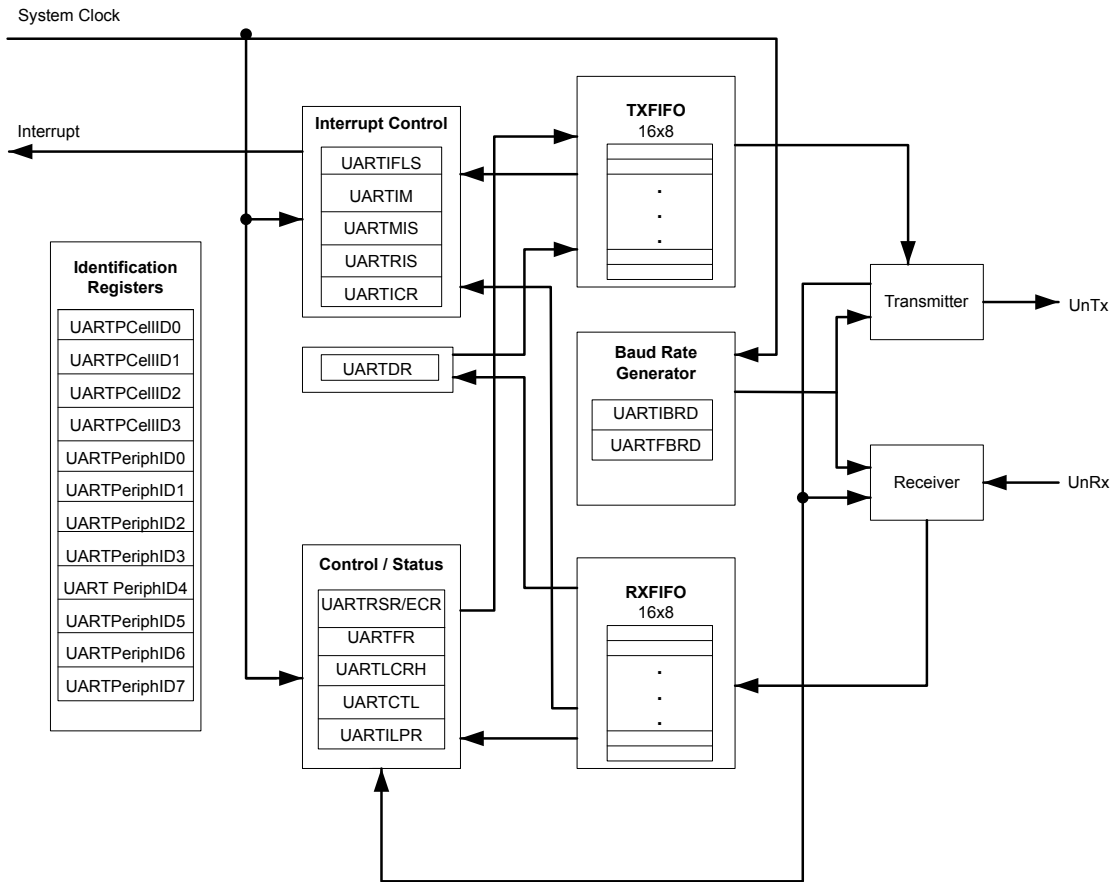 System Clock
Interrupt
Identification
Registers
UARTPCellID0
UARTPCellID1
UARTPCellID2
UARTPCellID3
UARTPeriphID0
UARTPeriphID1
UARTPeriphID2
UARTPeriphID3
UART PeriphID4
UARTPeriphID5
UARTPeriphID6
UARTPeriphID7
Interrupt Control
UARTIFLS
UARTIM
UARTMIS
UARTRIS
UARTICR
UARTDR
Control / Status
UARTRSR/ECR
UARTFR
UARTLCRH
UARTCTL
UARTILPR
TXFIFO
16x8
.
.
.
Baud Rate
Generator
UARTIBRD
UARTFBRD
RXFIFO
16x8
.
.
.
Transmitter
UnTx
Receiver
UnRx